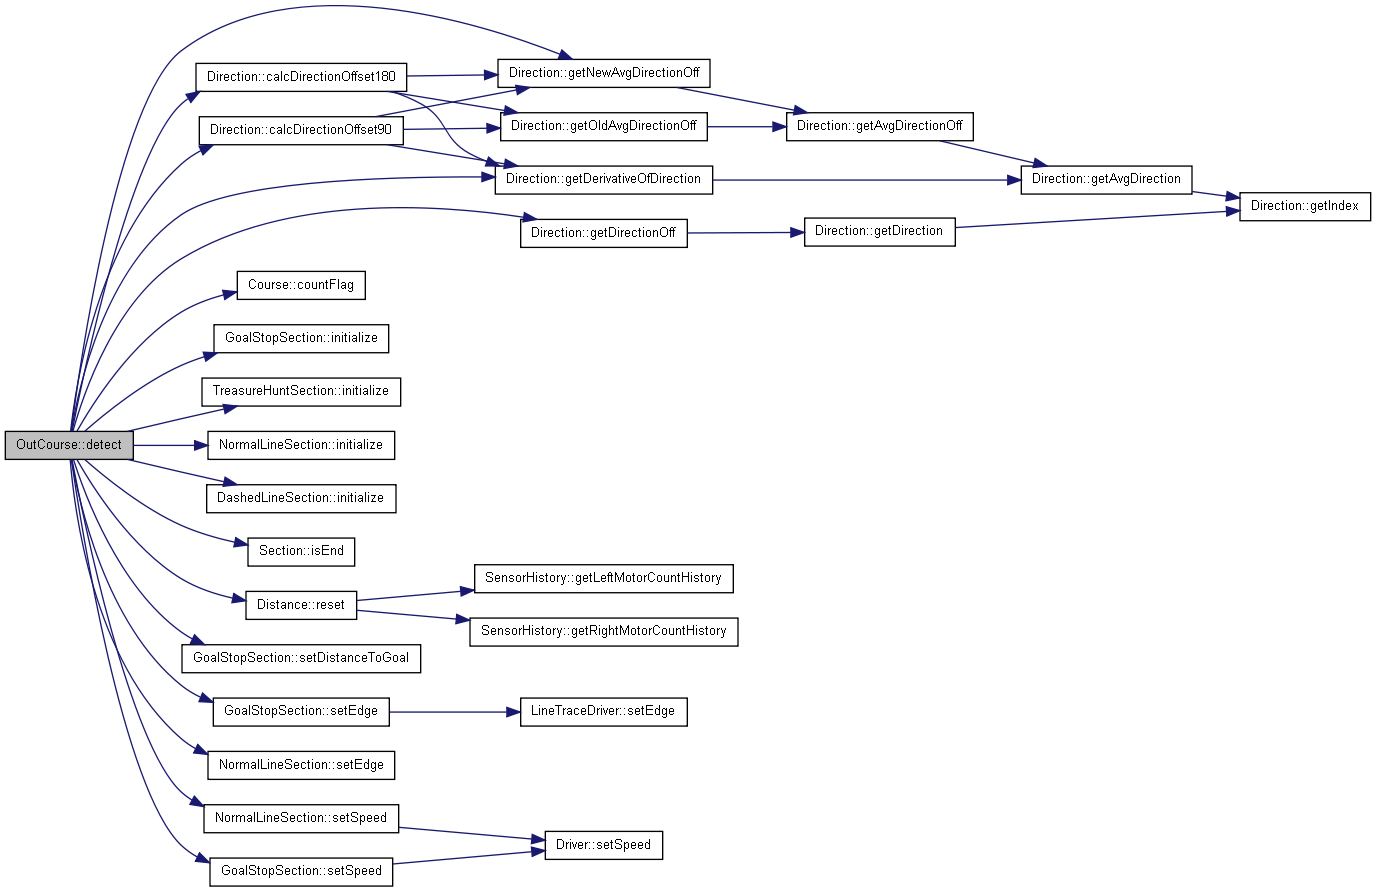 Direction::calcDirectionOffset180
Direction::getNewAvgDirectionOff
Direction::calcDirectionOffset90
Direction::getOldAvgDirectionOff
Direction::getAvgDirectionOff
Direction::getDerivativeOfDirection
Direction::getAvgDirection
Direction::getIndex
Direction::getDirectionOff
Direction::getDirection
Course::countFlag
GoalStopSection::initialize
TreasureHuntSection::initialize
OutCourse::detect
NormalLineSection::initialize
DashedLineSection::initialize
Section::isEnd
Distance::reset
SensorHistory::getLeftMotorCountHistory
SensorHistory::getRightMotorCountHistory
GoalStopSection::setDistanceToGoal
GoalStopSection::setEdge
LineTraceDriver::setEdge
NormalLineSection::setEdge
NormalLineSection::setSpeed
Driver::setSpeed
GoalStopSection::setSpeed